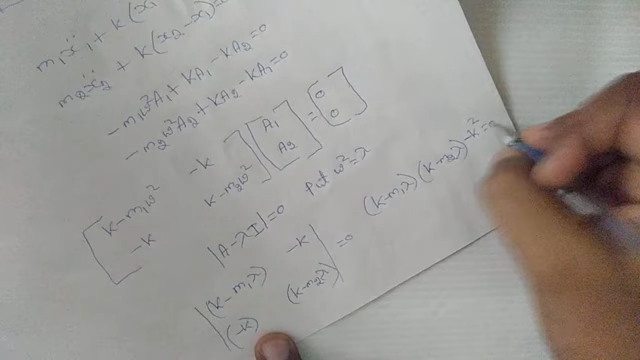 m₁ẍ₁ + k(x₁
m₂ẍ₂ + k(x₂-x₁)=
-m₁ω²A₁ + kA₁ - kA₂ = 0
-m₂ω²A₂ + kA₂ - kA₁ = 0
[k-m₁ω² -k] [A₁] = [0]
[-k k-m₂ω²] [A₂] [0]
|A-λI|=0 Put ω²=λ
|(k-m₁λ) -k| = 0 (k-m₁λ)(k-m₂λ)-k²=0
|(-k) (k-m₂λ)|